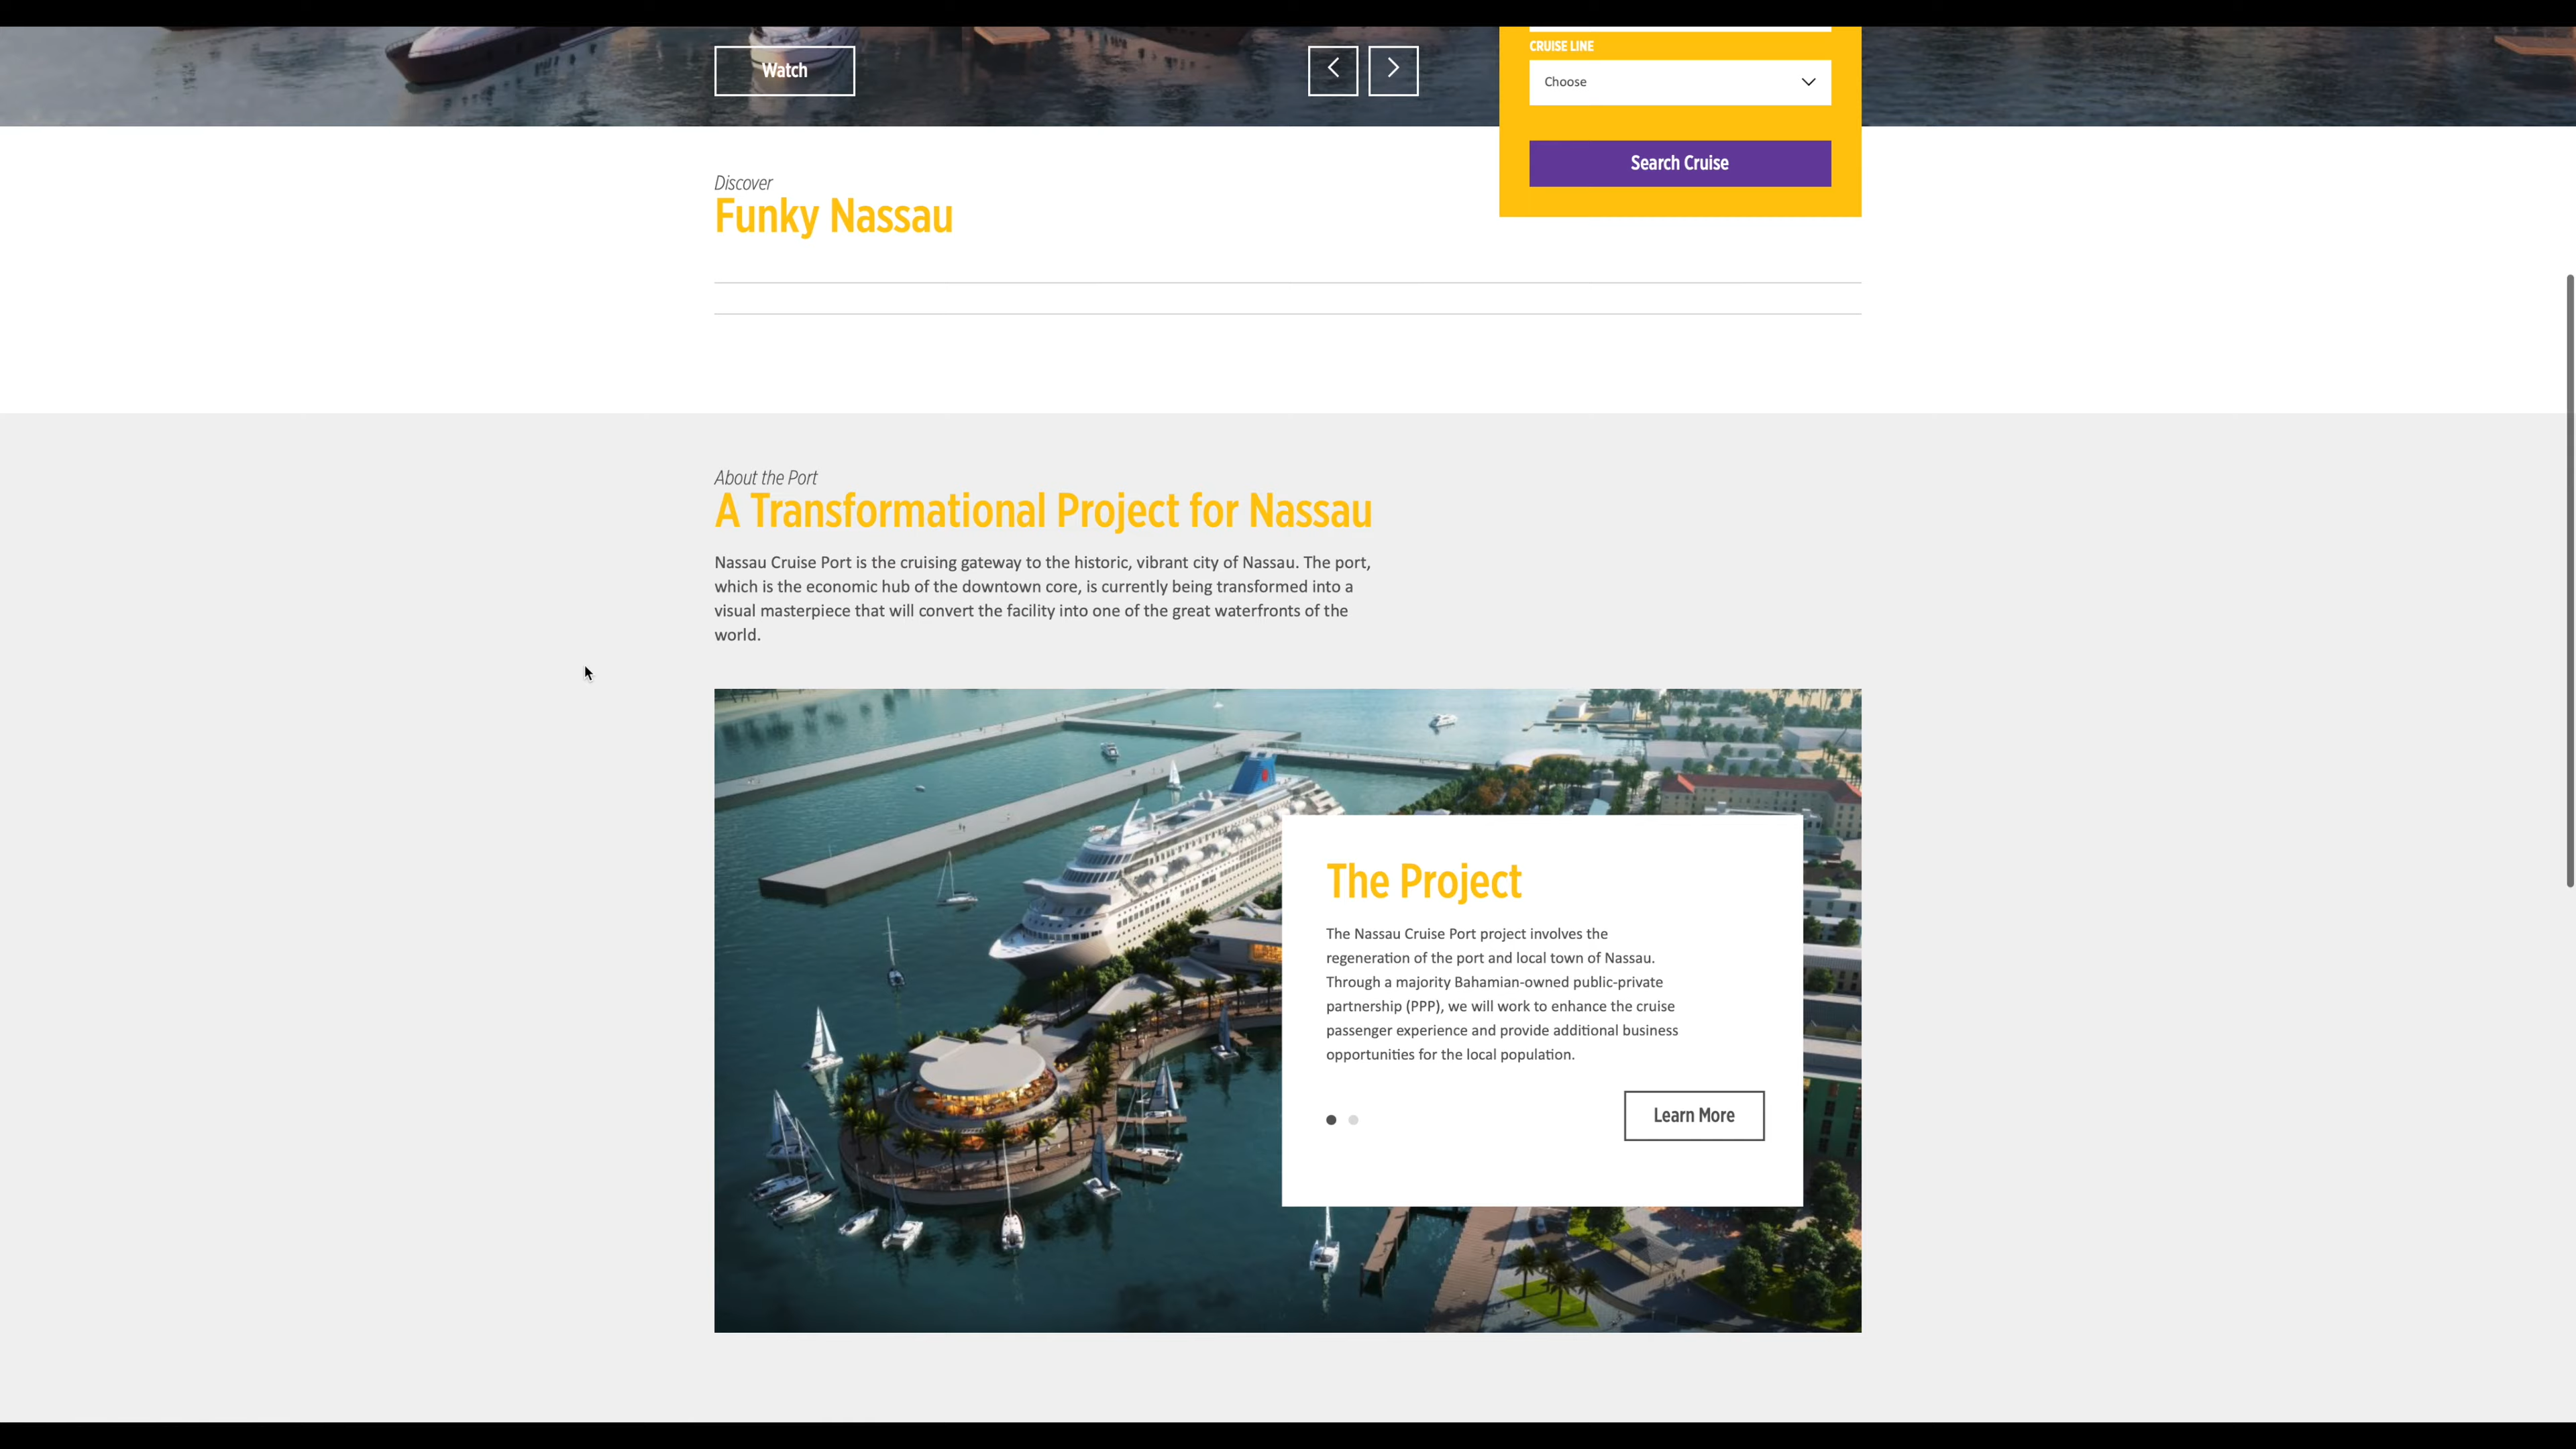 Watch
CRUISE LINE
Choose
Search Cruise
Discover
Funky Nassau
About the Port
A Transformational Project for Nassau
Nassau Cruise Port is the cruising gateway to the historic, vibrant city of Nassau. The port,
which is the economic hub of the downtown core, is currently being transformed into a
visual masterpiece that will convert the facility into one of the great waterfronts of the
world.
The Project
The Nassau Cruise Port project involves the
regeneration of the port and local town of Nassau.
Through a majority Bahamian-owned public-private
partnership (PPP), we will work to enhance the cruise
passenger experience and provide additional business
opportunities for the local population.
Learn More